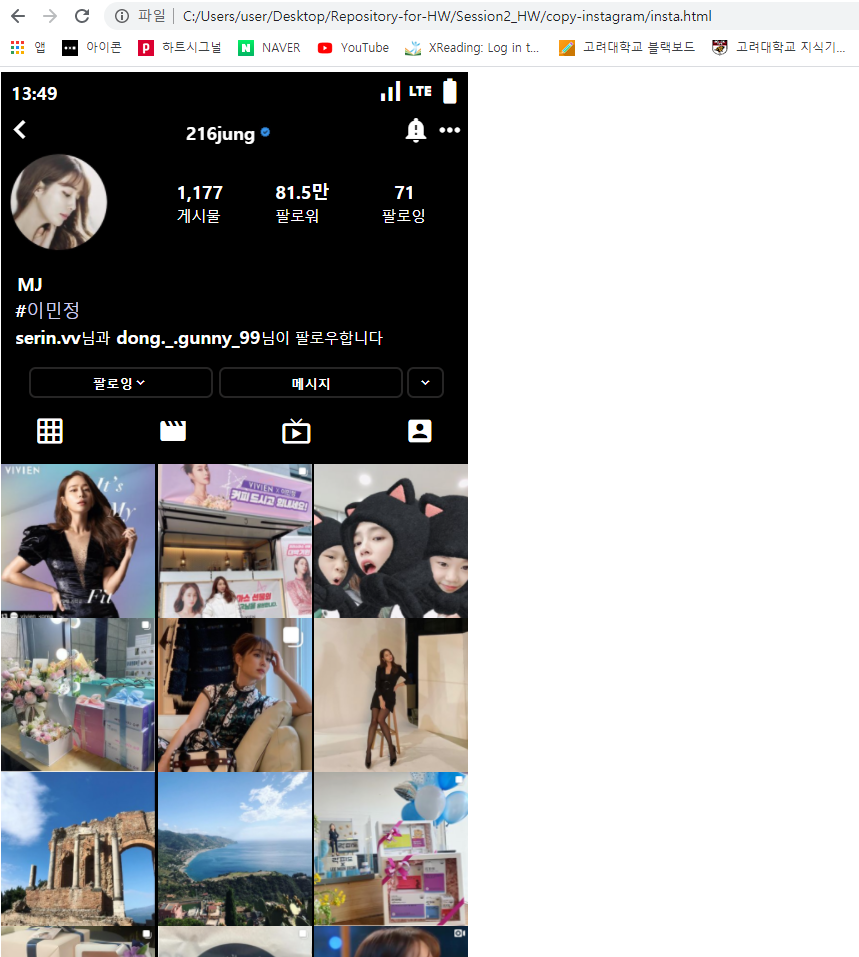 파일 | C:/Users/user/Desktop/Repository-for-HW/Session2_HW/copy-instagram/insta.html
앱 아이콘 하트시그널 NAVER YouTube XReading: Log in t... 고려대학교 블랙보드 고려대학교 지식기...
13:49 LTE
216jung
1,177 81.5만 71
게시물 팔로워 팔로잉
MJ
#이민정
serin.vv님과 dong._.gunny_99님이 팔로우합니다
팔로잉 메시지
VIVIEN
It's
My
Fit
VIVIEN X 이민정
커피 드시고 힘내세요!